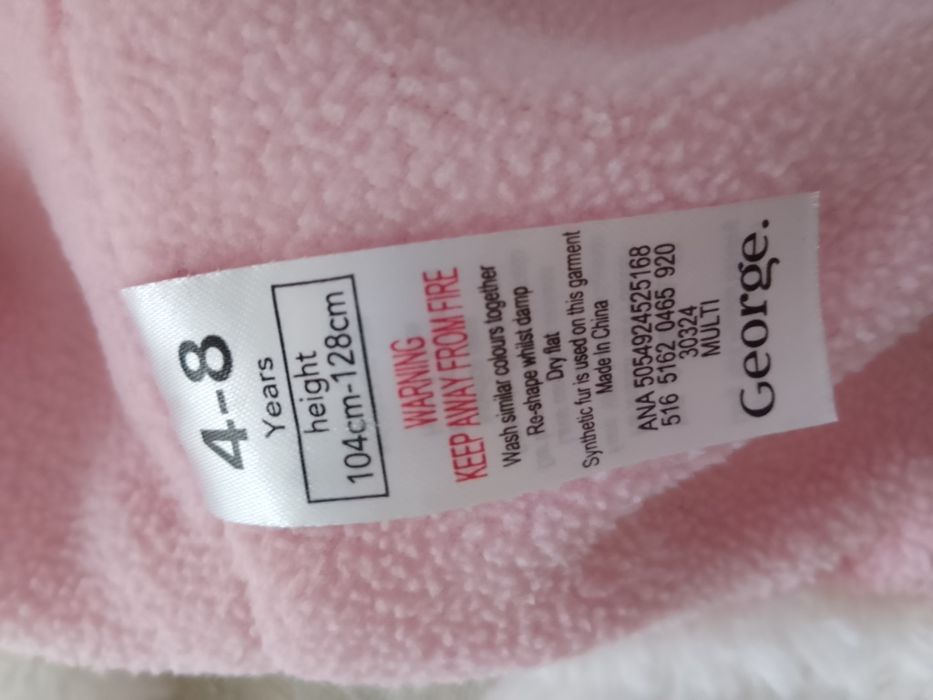 4-8
Years
height
104cm-128cm
WARNING
KEEP AWAY FROM FIRE
Wash similar colours together
Re-shape whilst damp
Dry flat
Synthetic fur is used on this garment
Made In China
ANA 5054924525168
516 5162 0465 920
30324
MULTI
George.